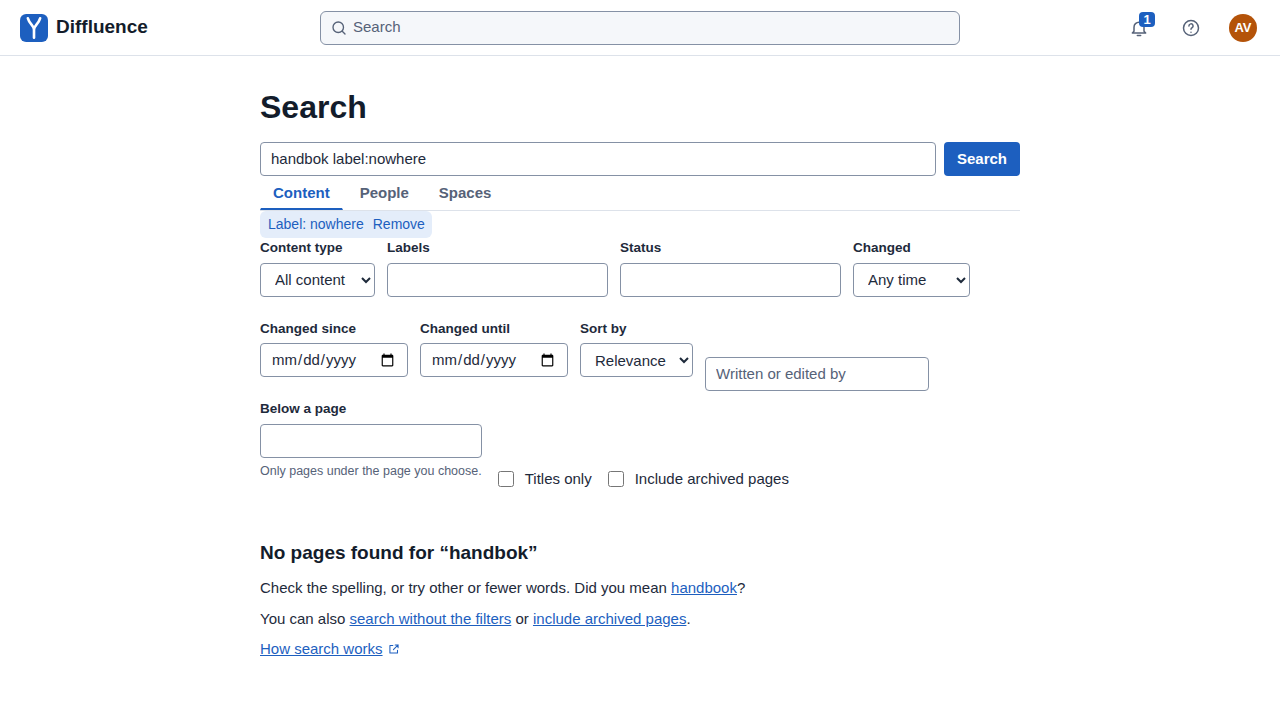 Diffluence
Search
1
AV
Search
handbok label:nowhere
Search
Content People Spaces
Label: nowhere Remove
Content type Labels Status Changed
All content Any time
Changed since Changed until Sort by
mm/dd/yyyy mm/dd/yyyy Relevance Written or edited by
Below a page
Only pages under the page you choose. Titles only Include archived pages
No pages found for “handbok”
Check the spelling, or try other or fewer words. Did you mean handbook?
You can also search without the filters or include archived pages.
How search works